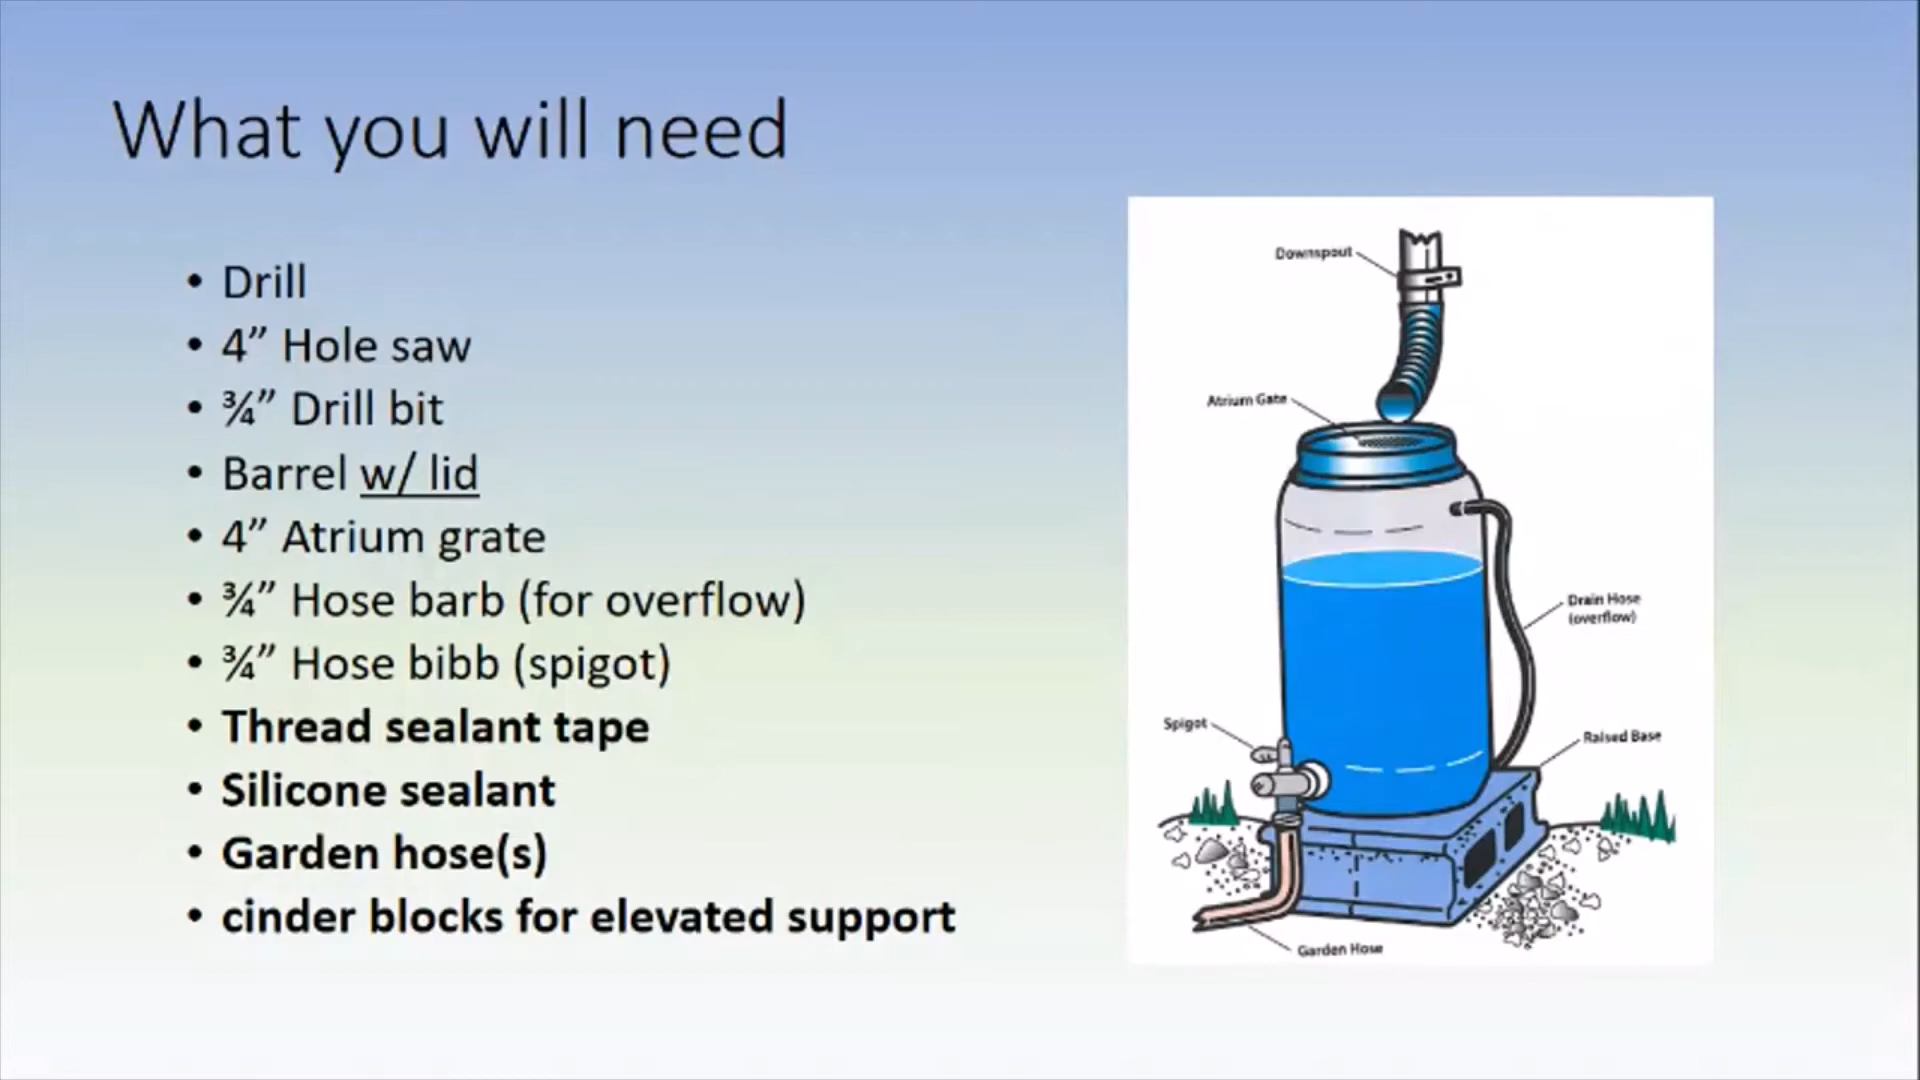 What you will need
• Drill
• 4” Hole saw
• ¾” Drill bit
• Barrel w/ lid
• 4” Atrium grate
• ¾” Hose barb (for overflow)
• ¾” Hose bibb (spigot)
• Thread sealant tape
• Silicone sealant
• Garden hose(s)
• cinder blocks for elevated support
Downspout
Atrium Gate
Drain Hose
(overflow)
Spigot
Raised Base
Garden Hose